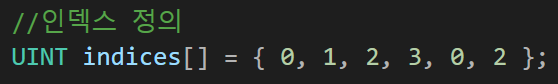 //인덱스 정의
UINT indices[] = { 0, 1, 2, 3, 0, 2 };